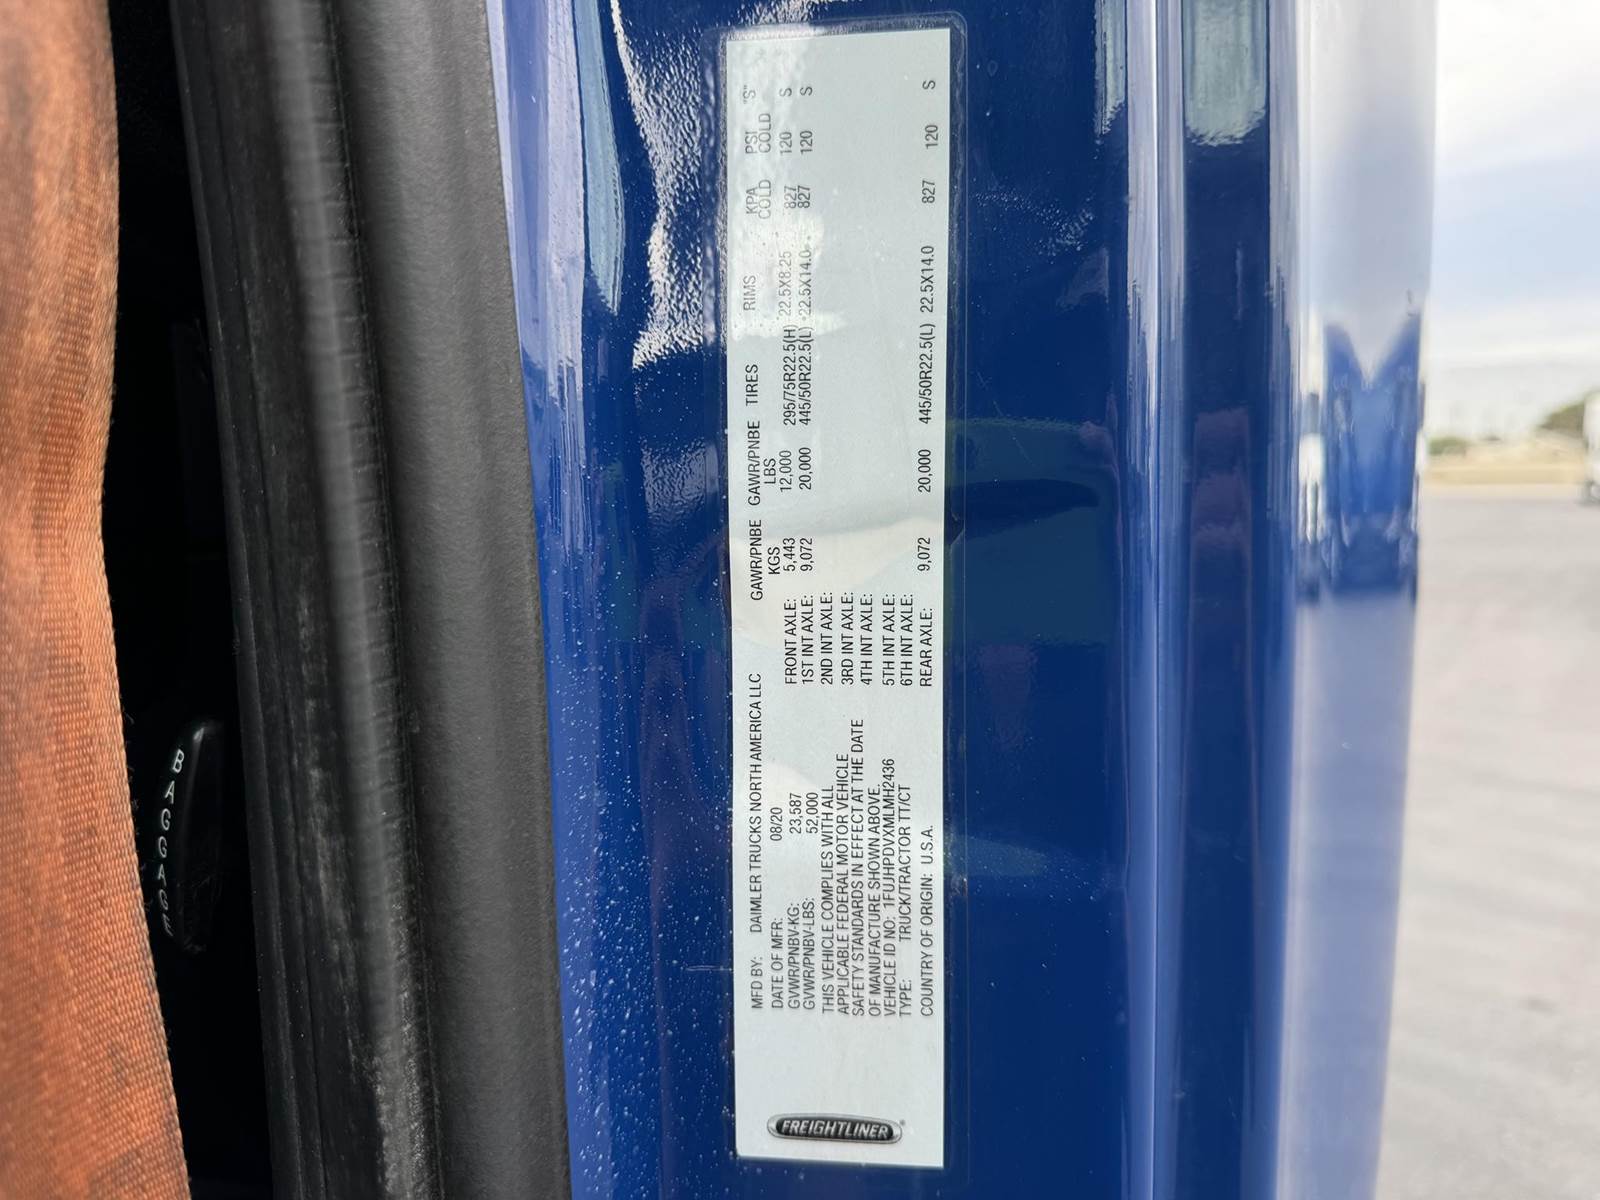 FREIGHTLINER
MFD BY: DAIMLER TRUCKS NORTH AMERICA LLC
DATE OF MFR: 08/20
GVWR/PNBV-KG: 23,587
GVWR/PNBV-LBS: 52,000
THIS VEHICLE COMPLIES WITH ALL
APPLICABLE FEDERAL MOTOR VEHICLE
SAFETY STANDARDS IN EFFECT AT THE DATE
OF MANUFACTURE SHOWN ABOVE.
VEHICLE ID NO: 1FUJHPDVXMLMH2436
TYPE: TRUCK/TRACTOR TT/CT
COUNTRY OF ORIGIN: U.S.A.
GAWR/PNBE GAWR/PNBE TIRES RIMS KPA PSI "S"
KGS LBS COLD COLD
FRONT AXLE: 5,443 12,000 295/75R22.5(H) 22.5X8.25 827 120 S
1ST INT AXLE: 9,072 20,000 445/50R22.5(L) 22.5X14.0 827 120 S
2ND INT AXLE:
3RD INT AXLE:
4TH INT AXLE:
5TH INT AXLE:
6TH INT AXLE:
REAR AXLE: 9,072 20,000 445/50R22.5(L) 22.5X14.0 827 120 S
BAGGAGE